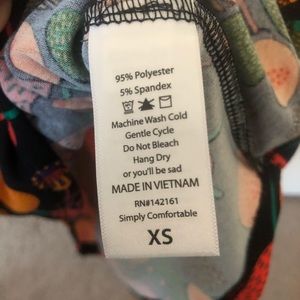 95% Polyester
5% Spandex
Machine Wash Cold
Gentle Cycle
Do Not Bleach
Hang Dry
or you'll be sad
MADE IN VIETNAM
RN#142161
Simply Comfortable
XS